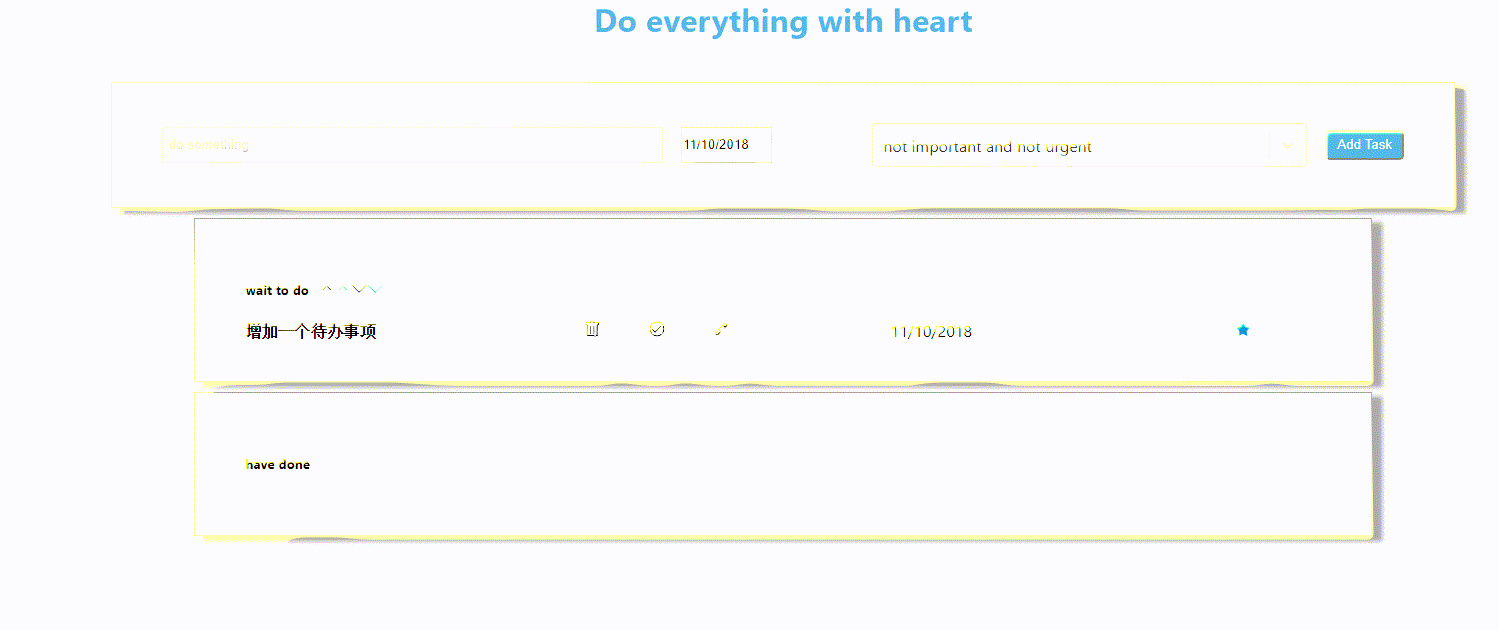 Do everything with heart
do something
11/10/2018
not important and not urgent
Add Task
wait to do
增加一个待办事项
11/10/2018
have done